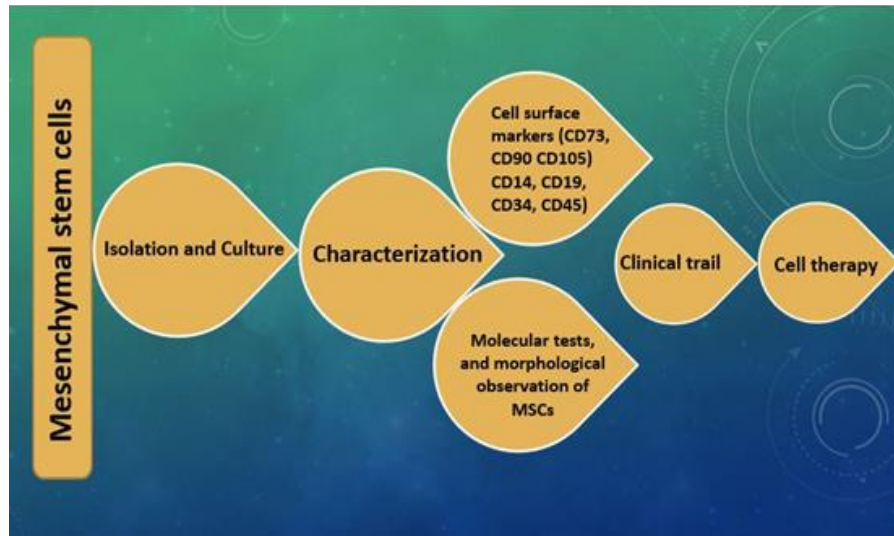 Mesenchymal stem cells
Isolation and Culture
Characterization
Cell surface
markers (CD73,
CD90 CD105)
CD14, CD19,
CD34, CD45)
Molecular tests,
and morphological
observation of
MSCs
Clinical trail
Cell therapy